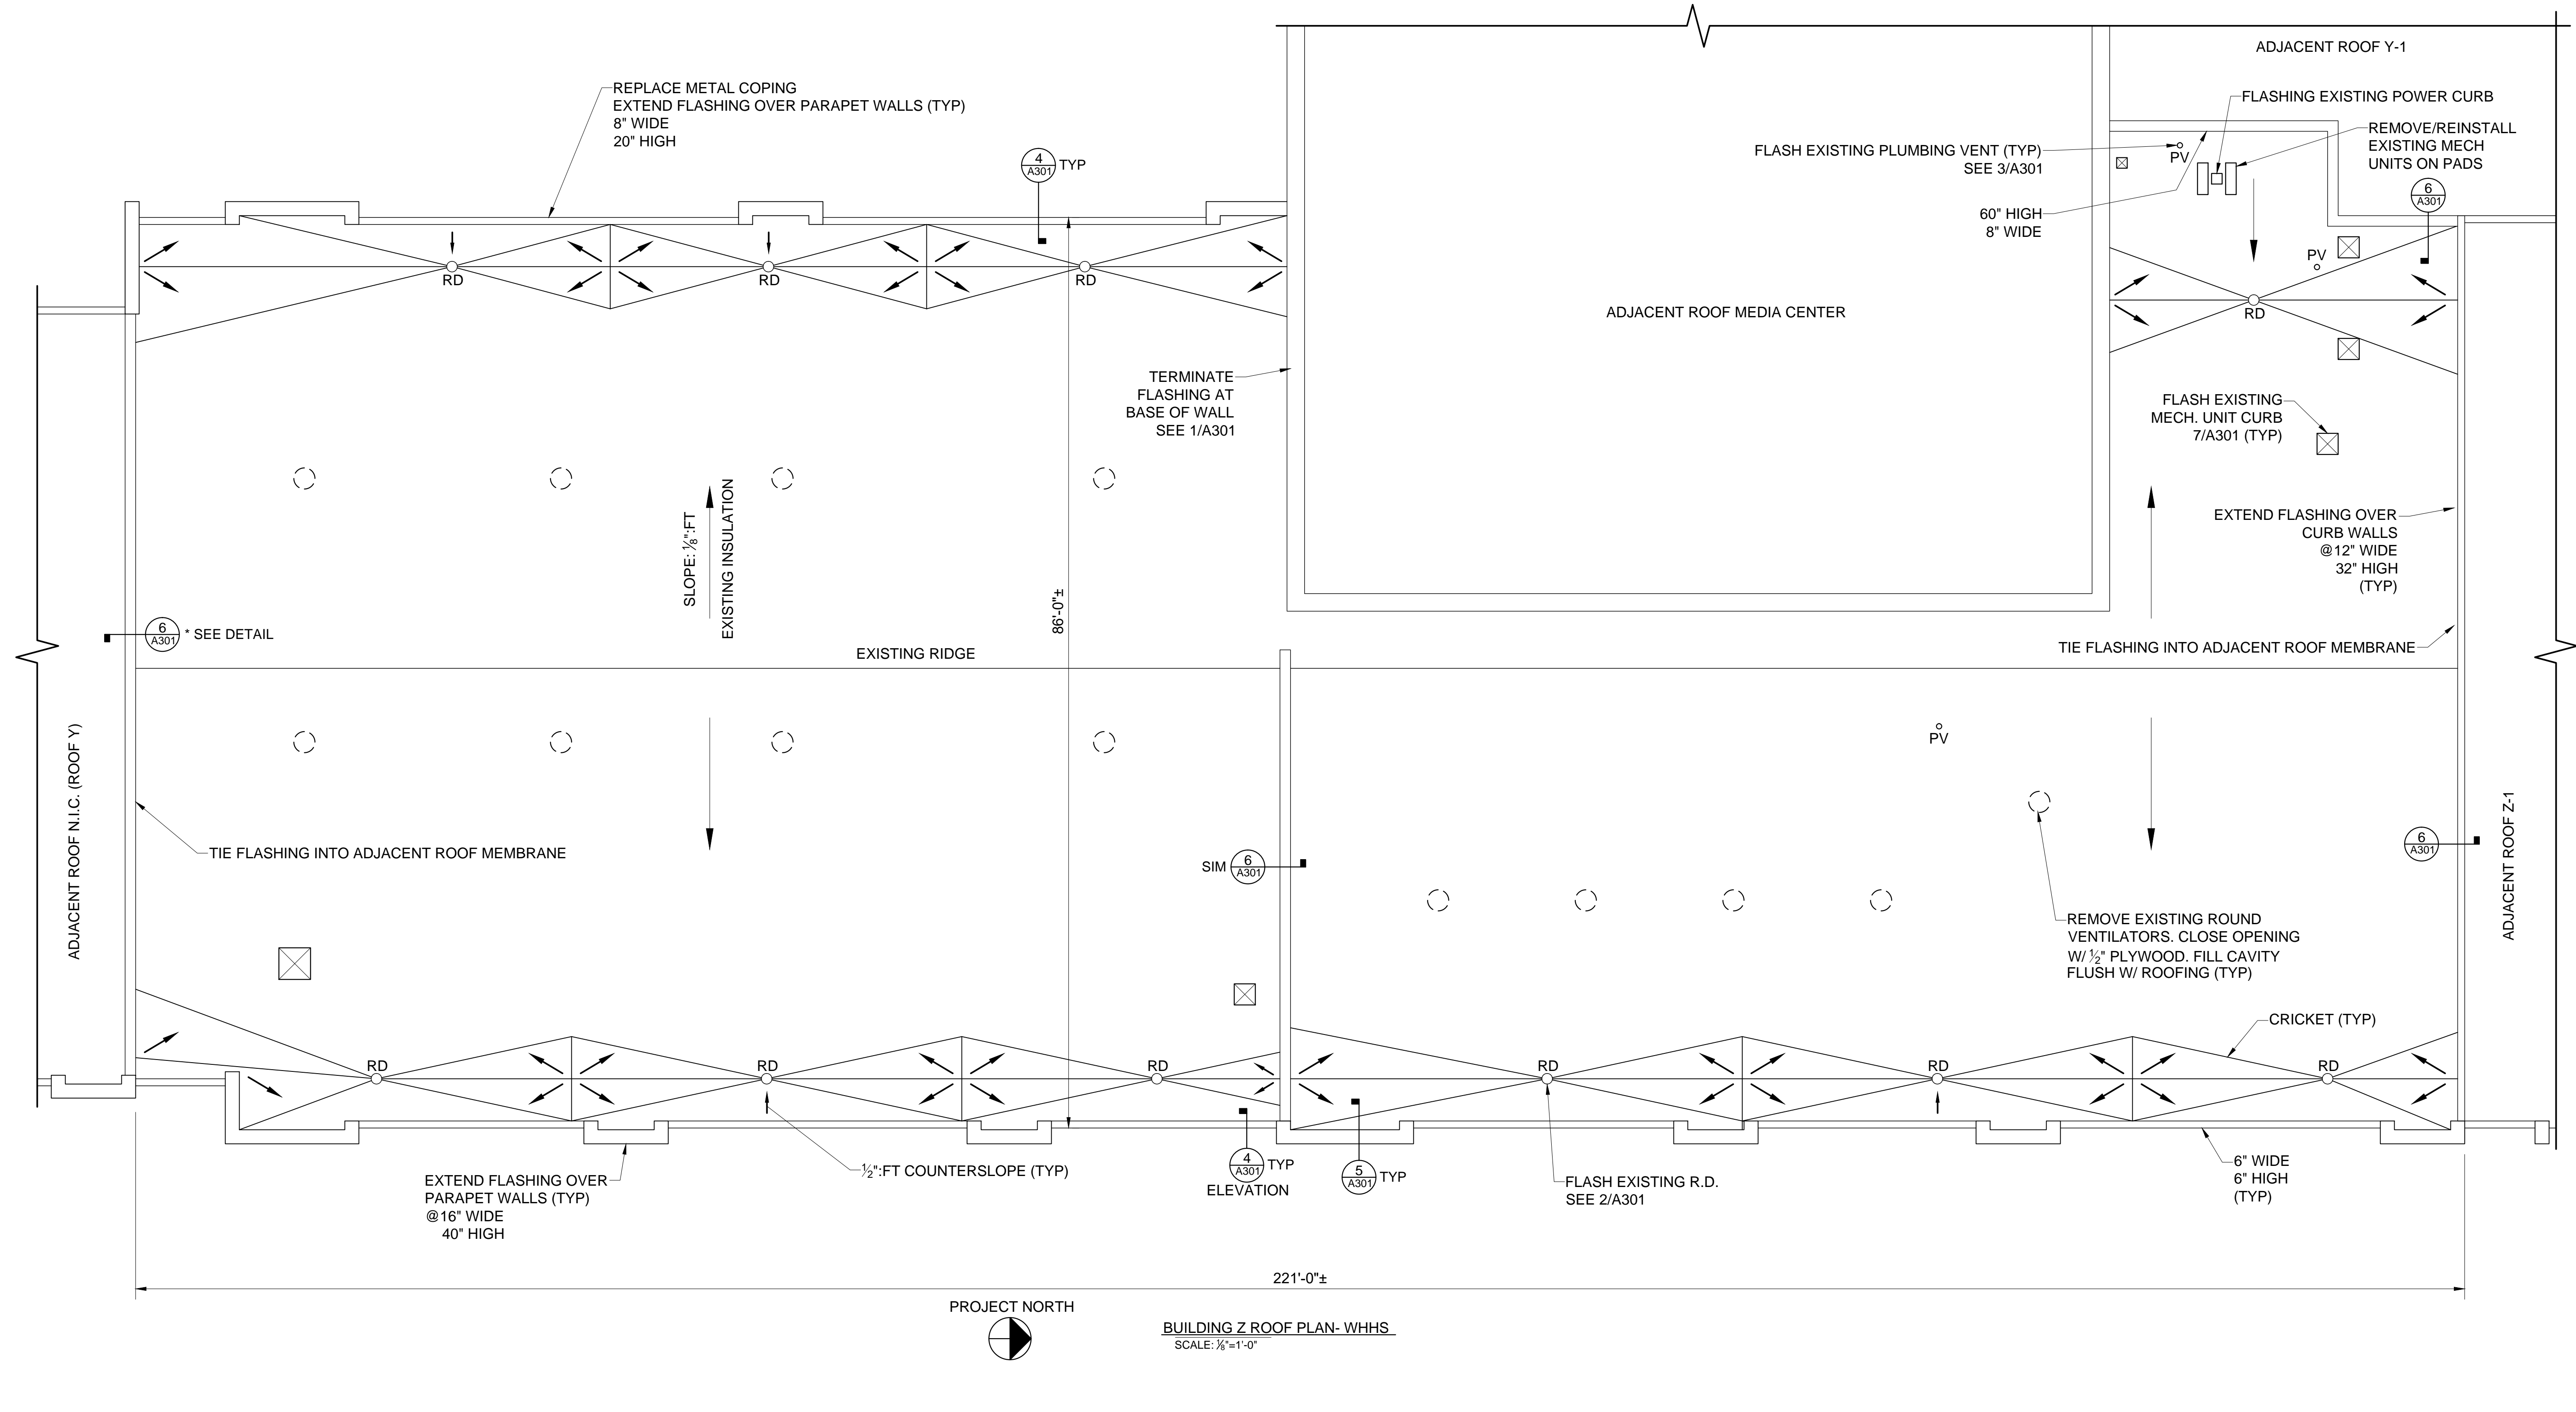 ADJACENT ROOF Y-1
REPLACE METAL COPING
EXTEND FLASHING OVER PARAPET WALLS (TYP)
8" WIDE
20" HIGH
4
A301
TYP
FLASHING EXISTING POWER CURB
REMOVE/REINSTALL
EXISTING MECH
UNITS ON PADS
FLASH EXISTING PLUMBING VENT (TYP)
SEE 3/A301
PV
6
A301
60" HIGH
8" WIDE
PV
RD
RD
RD
RD
ADJACENT ROOF MEDIA CENTER
TERMINATE
FLASHING AT
BASE OF WALL
SEE 1/A301
FLASH EXISTING
MECH. UNIT CURB
7/A301 (TYP)
SLOPE: ⅛":FT
EXISTING INSULATION
EXTEND FLASHING OVER
CURB WALLS
@12" WIDE
32" HIGH
(TYP)
86'-0"±
6
A301
* SEE DETAIL
EXISTING RIDGE
TIE FLASHING INTO ADJACENT ROOF MEMBRANE
PV
ADJACENT ROOF N.I.C. (ROOF Y)
TIE FLASHING INTO ADJACENT ROOF MEMBRANE
SIM
6
A301
6
A301
ADJACENT ROOF Z-1
REMOVE EXISTING ROUND
VENTILATORS. CLOSE OPENING
W/ ½" PLYWOOD. FILL CAVITY
FLUSH W/ ROOFING (TYP)
CRICKET (TYP)
RD
RD
RD
RD
RD
RD
EXTEND FLASHING OVER
PARAPET WALLS (TYP)
@16" WIDE
40" HIGH
½":FT COUNTERSLOPE (TYP)
4
A301
TYP
ELEVATION
5
A301
TYP
FLASH EXISTING R.D.
SEE 2/A301
6" WIDE
6" HIGH
(TYP)
221'-0"±
PROJECT NORTH
BUILDING Z ROOF PLAN- WHHS
SCALE: ⅛"=1'-0"